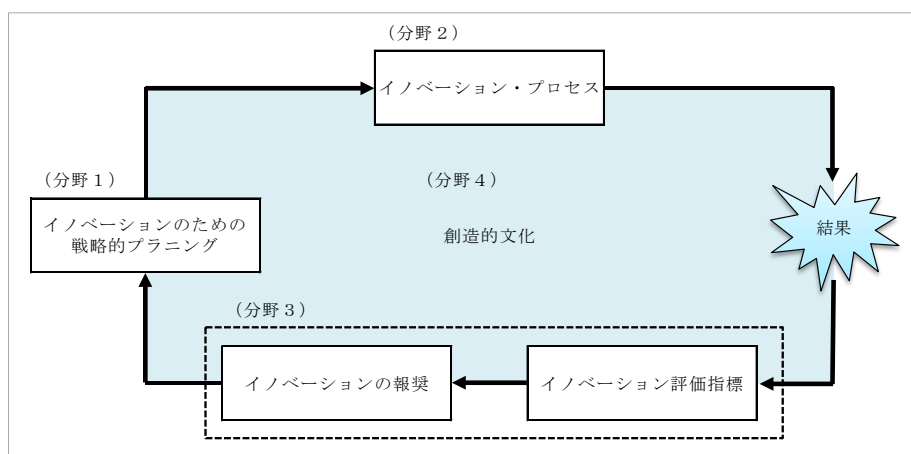 （分野２）
イノベーション・プロセス
（分野１）
イノベーションのための
戦略的プラニング
（分野４）
創造的文化
結果
（分野３）
イノベーションの報奨
イノベーション評価指標